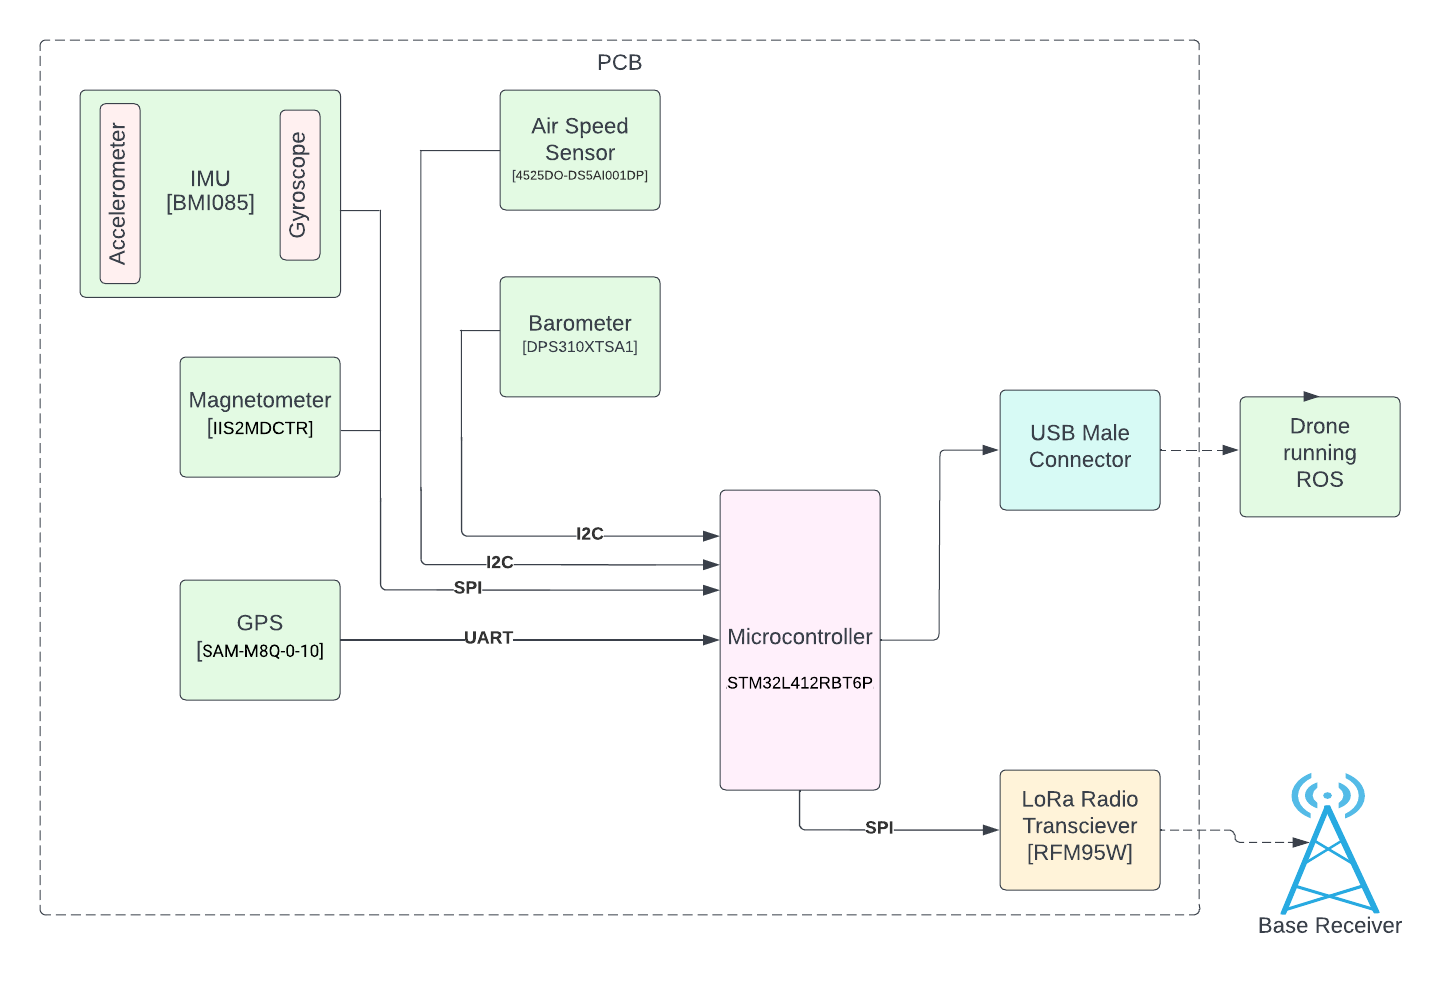 PCB
Accelerometer
IMU
[BMI085]
Gyroscope
Air Speed
Sensor
[4525DO-DS5AI001DP]
Barometer
[DPS310XTSA1]
Magnetometer
[IIS2MDCTR]
USB Male
Connector
Drone
running
ROS
I2C
I2C
SPI
GPS
[SAM-M8Q-0-10]
UART
Microcontroller
STM32L412RBT6P
LoRa Radio
Transciever
[RFM95W]
SPI
Base Receiver